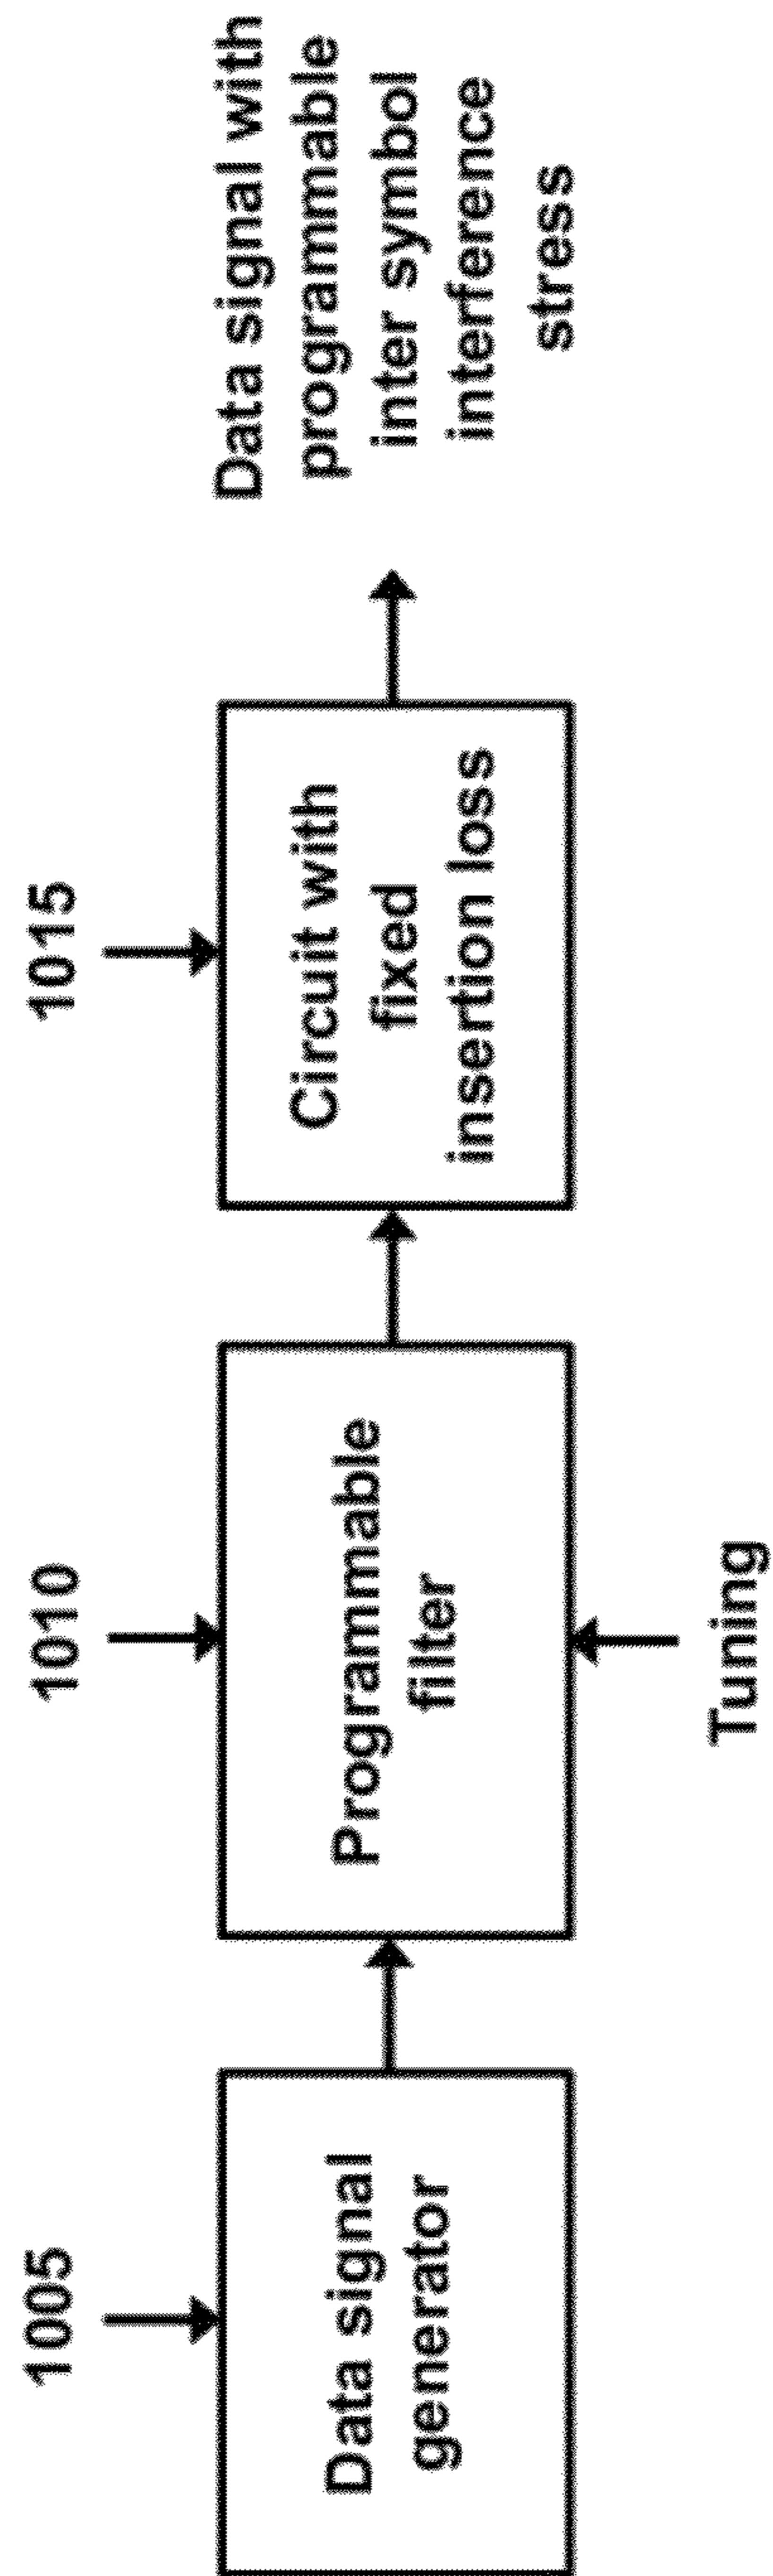 1005
Data signal
generator
1010
Programmable
filter
Tuning
1015
Circuit with
fixed
insertion loss
Data signal with
programmable
inter symbol
interference
stress